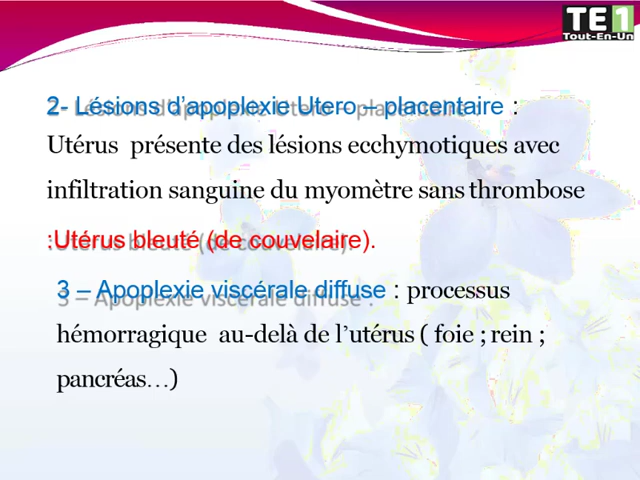 TE1
Tout-En-Un
2- Lésions d'apoplexie Utero – placentaire :
Utérus présente des lésions ecchymotiques avec
infiltration sanguine du myomètre sans thrombose
:Utérus bleuté (de couvelaire).
3 – Apoplexie viscérale diffuse : processus
hémorragique au-delà de l'utérus ( foie ; rein ;
pancréas…)